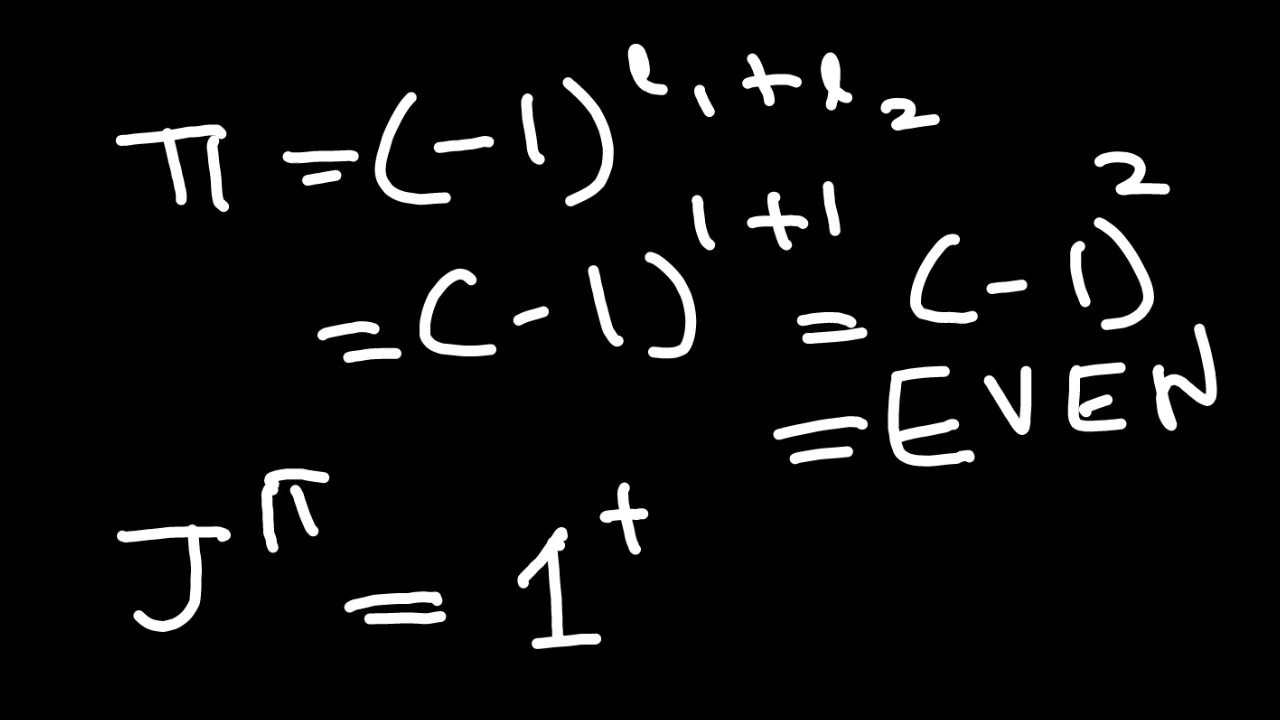 π = (-1)^{l₁+l₂}
= (-1)^{1+1} = (-1)^2
= EVEN
J^π = 1^+